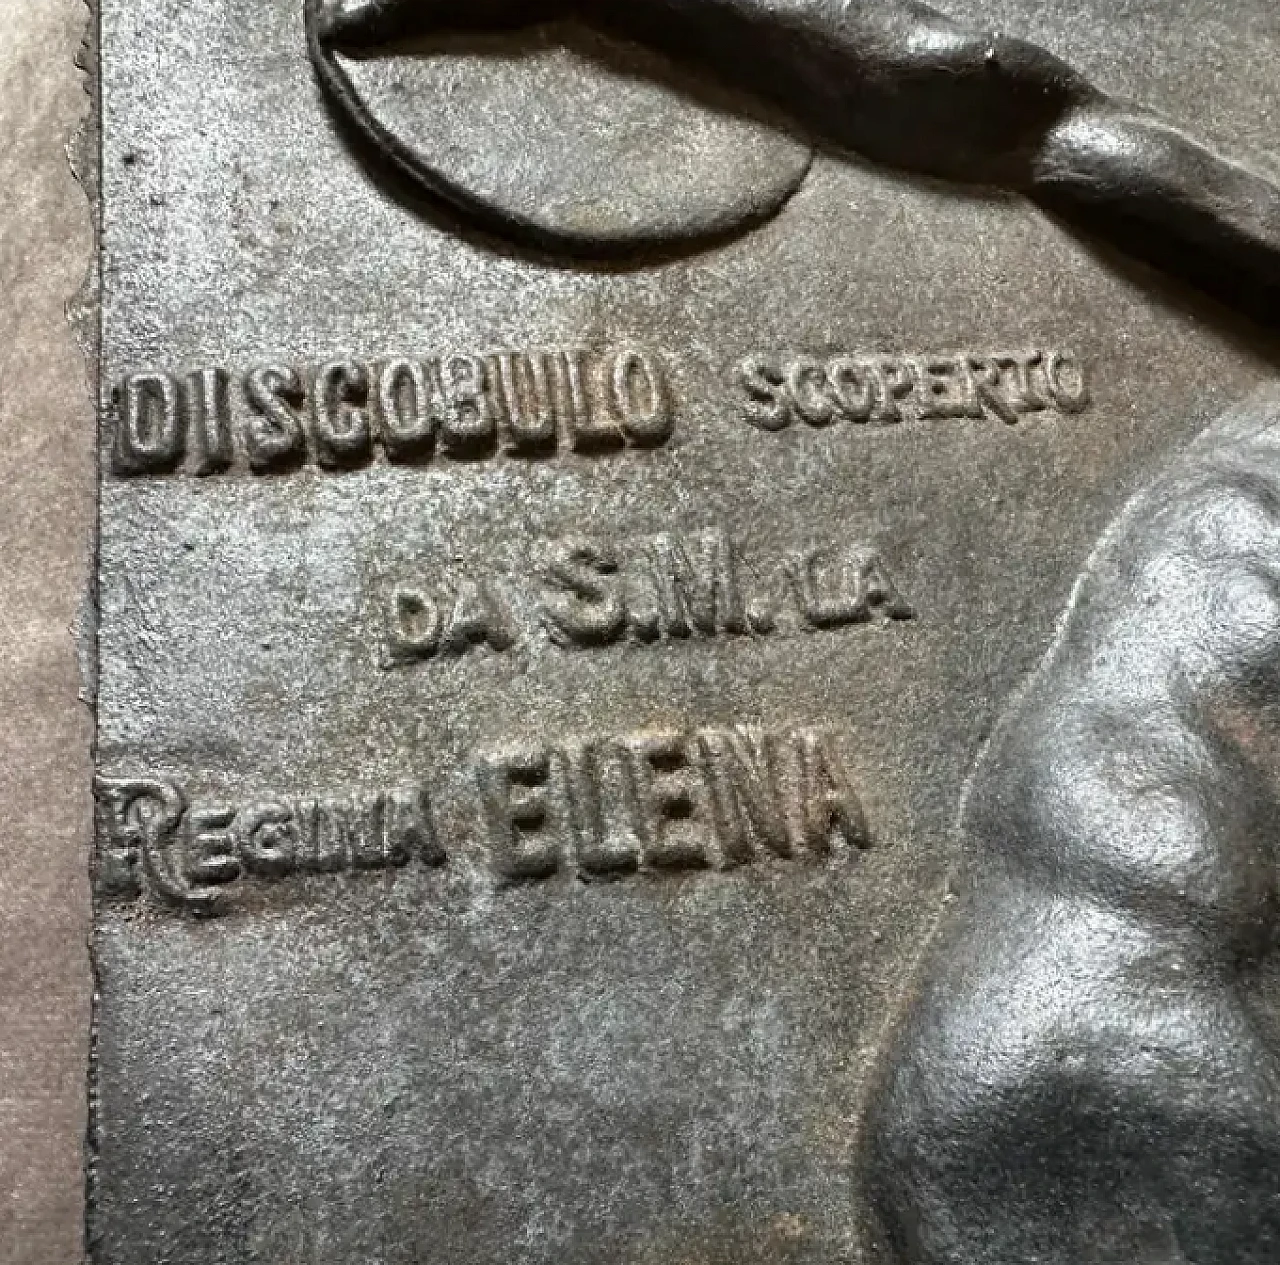 DISCOBULO SCOPERTO
DA S.M. LA
REGINA ELENA